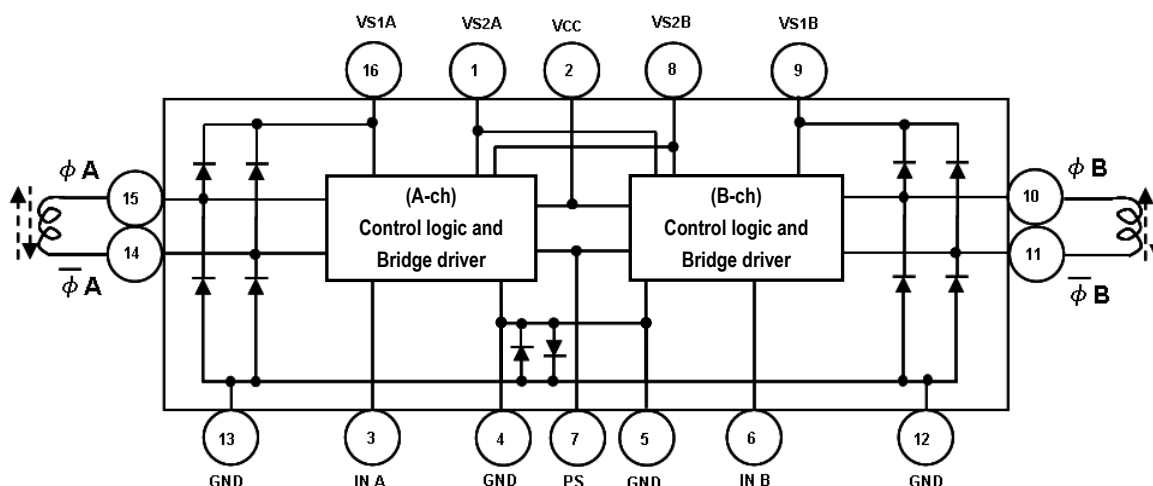 VS1A VS2A VCC VS2B VS1B
16 1 2 8 9
ϕ A ϕ B
(A-ch) (B-ch)
15 10
Control logic and Control logic and
14 11
Bridge driver Bridge driver
ϕ̅ A ϕ̅ B
13 3 4 7 5 6 12
GND IN A GND PS GND IN B GND